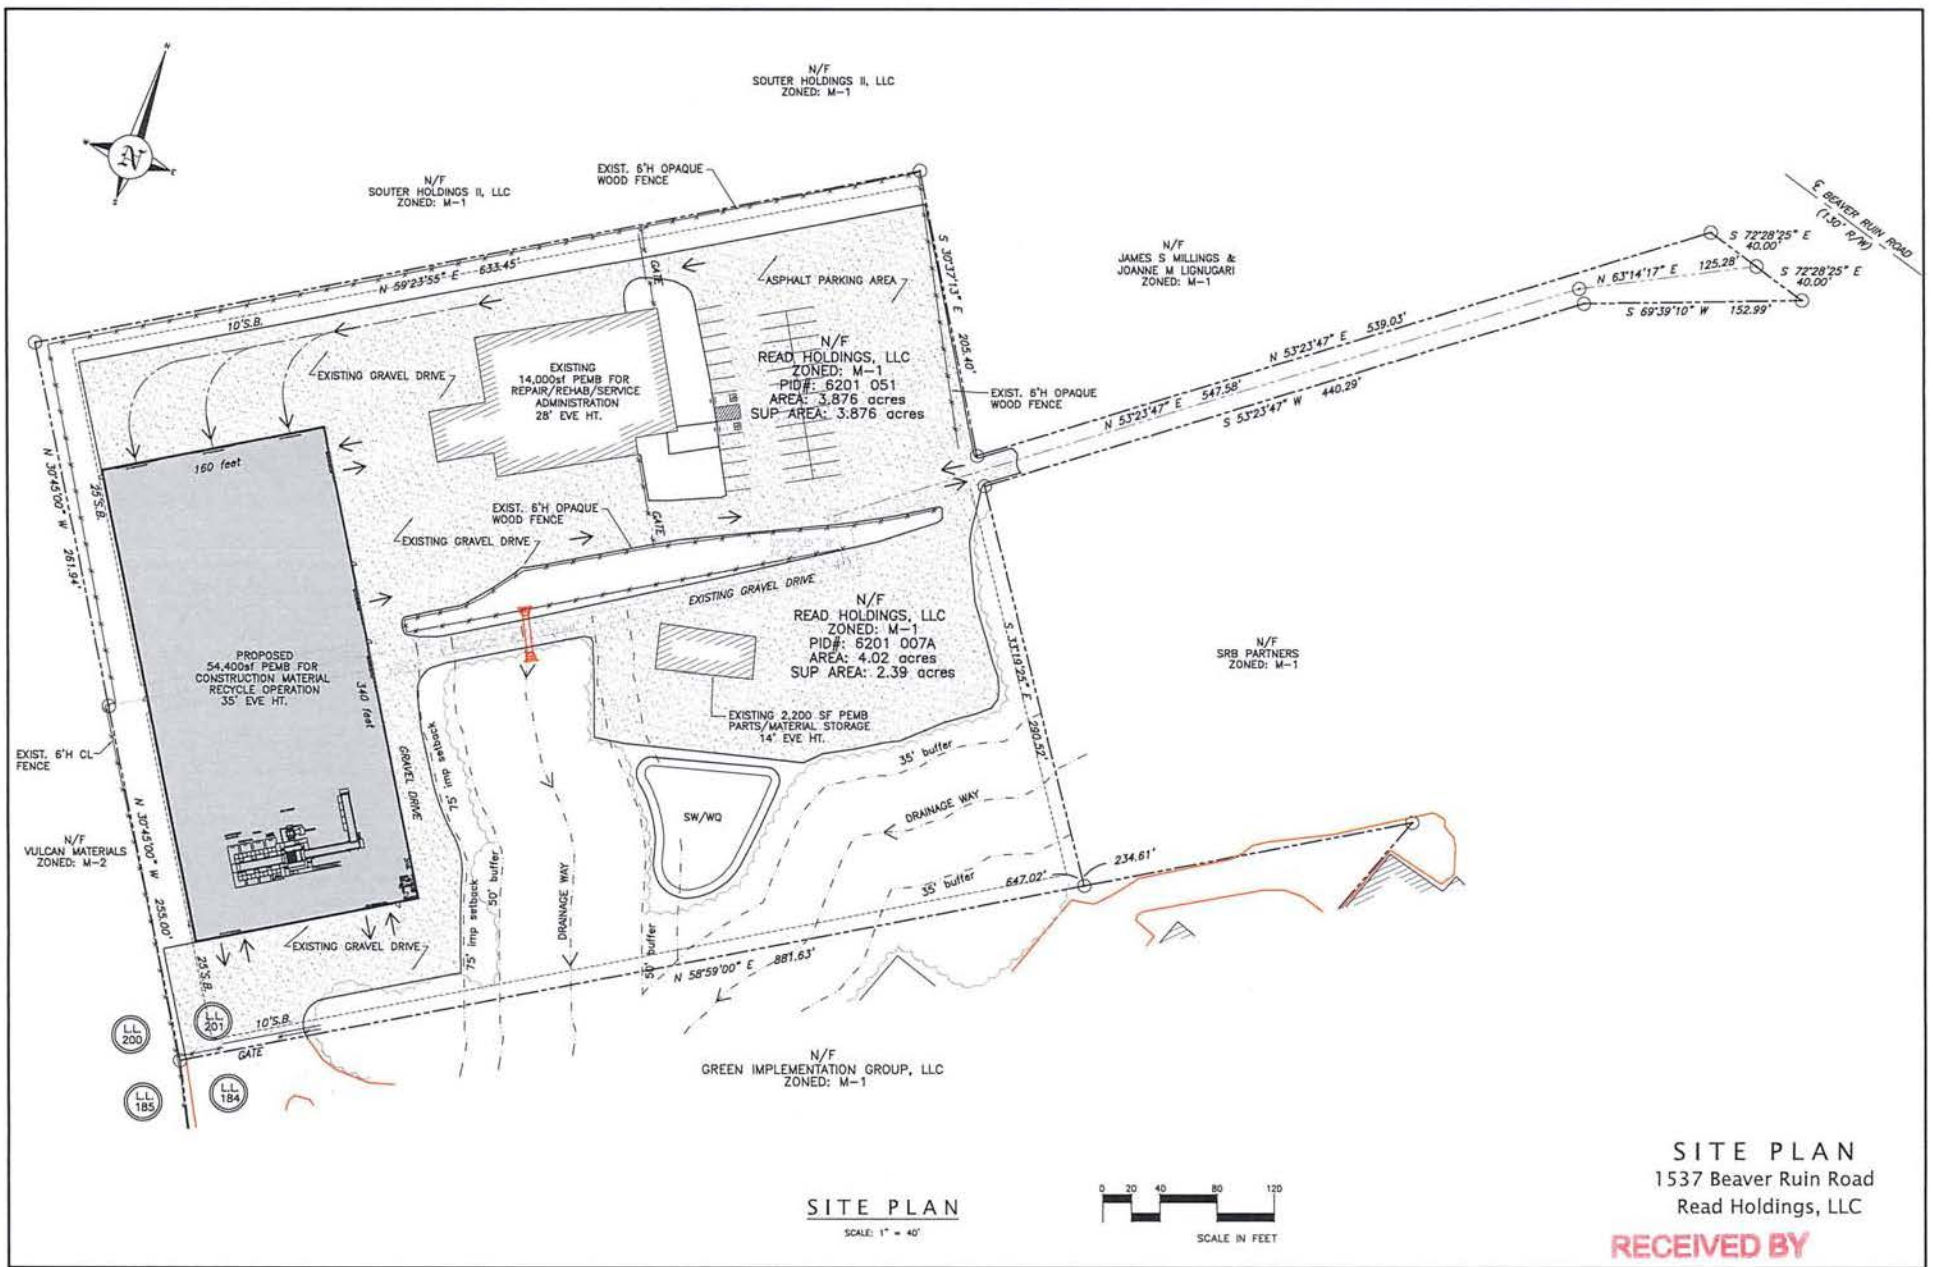 N/F
SOUTER HOLDINGS II, LLC
ZONED: M-1
N
W
E
S
N
N/F
SOUTER HOLDINGS II, LLC
ZONED: M-1
EXIST. 6'H OPAQUE
WOOD FENCE
℄ BEAVER RUIN ROAD
(130' R/W)
S 72°28'25" E
40.00'
S 72°28'25" E
40.00'
N 63°14'17" E 125.28'
S 69°39'10" W 152.99'
N/F
JAMES S MILLINGS &
JOANNE M LIGNUGARI
ZONED: M-1
N 59°23'55" E 633.45'
10'S.B.
GATE
ASPHALT PARKING AREA
S 30°37'13" E 205.40'
N 53°23'47" E 539.03'
N 53°23'47" E 547.58'
S 53°23'47" W 440.29'
EXISTING GRAVEL DRIVE
EXISTING
14,000sf PEMB FOR
REPAIR/REHAB/SERVICE
ADMINISTRATION
28' EVE HT.
N/F
READ HOLDINGS, LLC
ZONED: M-1
PID#: 6201 051
AREA: 3.876 acres
SUP AREA: 3.876 acres
EXIST. 6'H OPAQUE
WOOD FENCE
160 feet
25'S.B.
N 30°45'00" W 261.94'
EXIST. 6'H OPAQUE
WOOD FENCE
GATE
EXISTING GRAVEL DRIVE
EXISTING GRAVEL DRIVE
N/F
READ HOLDINGS, LLC
ZONED: M-1
PID#: 6201 007A
AREA: 4.02 acres
SUP AREA: 2.39 acres
S 33°19'25" E 290.52'
N/F
SRB PARTNERS
ZONED: M-1
PROPOSED
54,400sf PEMB FOR
CONSTRUCTION MATERIAL
RECYCLE OPERATION
35' EVE HT.
340 feet
EXISTING 2,200 SF PEMB
PARTS/MATERIAL STORAGE
14' EVE HT.
EXIST. 6'H CL
FENCE
GRAVEL DRIVE
75' imp setback
35' buffer
SW/WQ
DRAINAGE WAY
N/F
VULCAN MATERIALS
ZONED: M-2
N 30°45'00" W 255.00'
75' imp setback
50' buffer
DRAINAGE WAY
50' buffer
35' buffer
647.02'
234.61'
N 58°59'00" E 881.63'
EXISTING GRAVEL DRIVE
25'S.B.
10'S.B.
GATE
L.L.
200
L.L.
201
L.L.
185
L.L.
184
N/F
GREEN IMPLEMENTATION GROUP, LLC
ZONED: M-1
SITE PLAN
SCALE: 1" = 40'
0 20 40 80 120
SCALE IN FEET
SITE PLAN
1537 Beaver Ruin Road
Read Holdings, LLC
RECEIVED BY